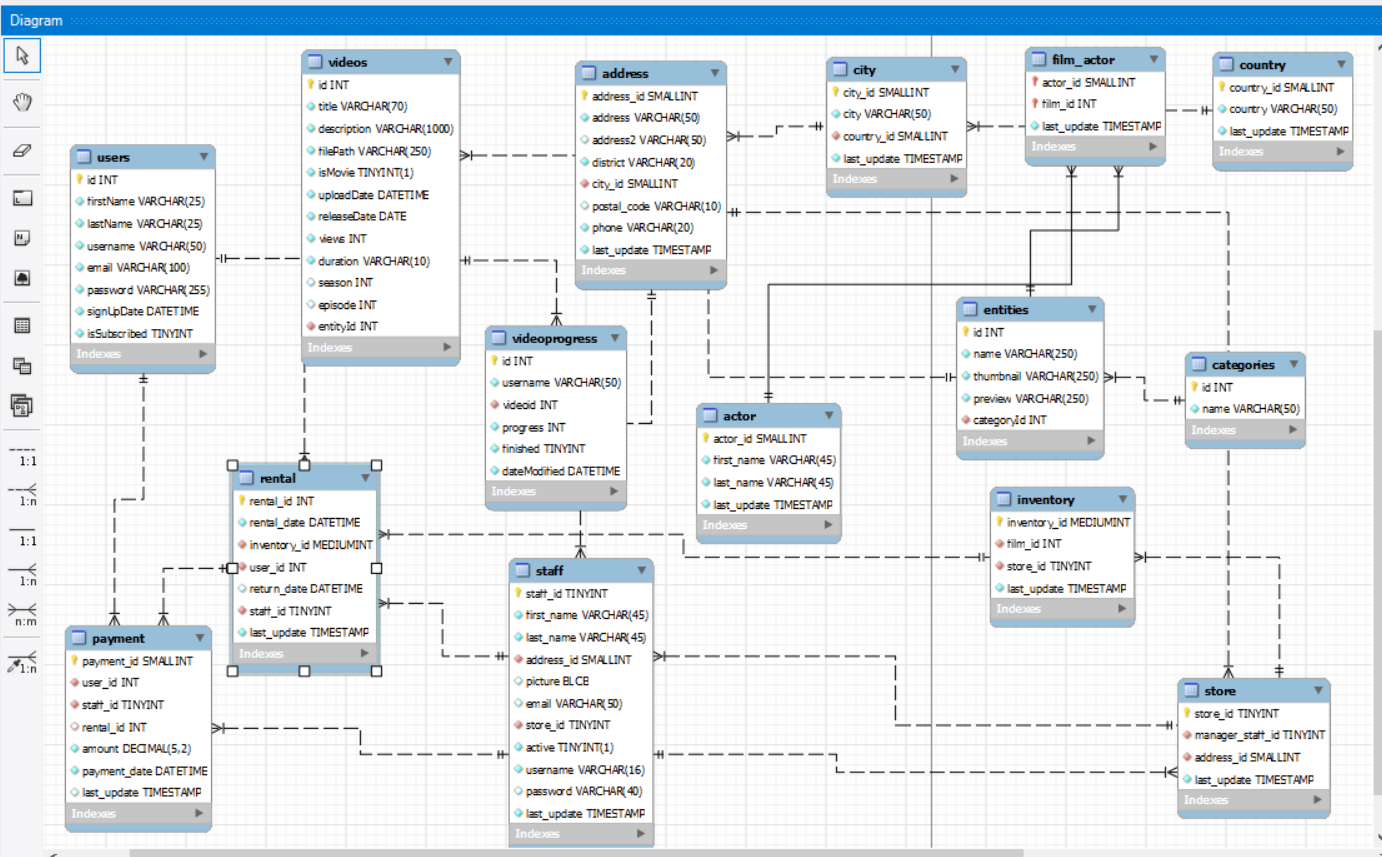 Diagram
1:1
1:n
1:1
1:n
n:m
1:n
users
id INT
firstName VARCHAR(25)
lastName VARCHAR(25)
username VARCHAR(50)
email VARCHAR(100)
password VARCHAR(255)
signUpDate DATETIME
isSubscribed TINYINT
Indexes
videos
id INT
title VARCHAR(70)
description VARCHAR(1000)
filePath VARCHAR(250)
isMovie TINYINT(1)
uploadDate DATETIME
releaseDate DATE
views INT
duration VARCHAR(10)
season INT
episode INT
entityId INT
Indexes
address
address_id SMALLINT
address VARCHAR(50)
address2 VARCHAR(50)
district VARCHAR(20)
city_id SMALLINT
postal_code VARCHAR(10)
phone VARCHAR(20)
last_update TIMESTAMP
Indexes
city
city_id SMALLINT
city VARCHAR(50)
country_id SMALLINT
last_update TIMESTAMP
Indexes
film_actor
actor_id SMALLINT
film_id INT
last_update TIMESTAMP
Indexes
country
country_id SMALLINT
country VARCHAR(50)
last_update TIMESTAMP
Indexes
videoprogress
id INT
username VARCHAR(50)
videoid INT
progress INT
finished TINYINT
dateModified DATETIME
Indexes
entities
id INT
name VARCHAR(250)
thumbnail VARCHAR(250)
preview VARCHAR(250)
categoryId INT
Indexes
categories
id INT
name VARCHAR(50)
Indexes
actor
actor_id SMALLINT
first_name VARCHAR(45)
last_name VARCHAR(45)
last_update TIMESTAMP
Indexes
rental
rental_id INT
rental_date DATETIME
inventory_id MEDIUMINT
user_id INT
return_date DATETIME
staff_id TINYINT
last_update TIMESTAMP
Indexes
inventory
inventory_id MEDIUMINT
film_id INT
store_id TINYINT
last_update TIMESTAMP
Indexes
staff
staff_id TINYINT
first_name VARCHAR(45)
last_name VARCHAR(45)
address_id SMALLINT
picture BLOB
email VARCHAR(50)
store_id TINYINT
active TINYINT(1)
username VARCHAR(16)
password VARCHAR(40)
last_update TIMESTAMP
Indexes
payment
payment_id SMALLINT
user_id INT
staff_id TINYINT
rental_id INT
amount DECIMAL(5,2)
payment_date DATETIME
last_update TIMESTAMP
Indexes
store
store_id TINYINT
manager_staff_id TINYINT
address_id SMALLINT
last_update TIMESTAMP
Indexes